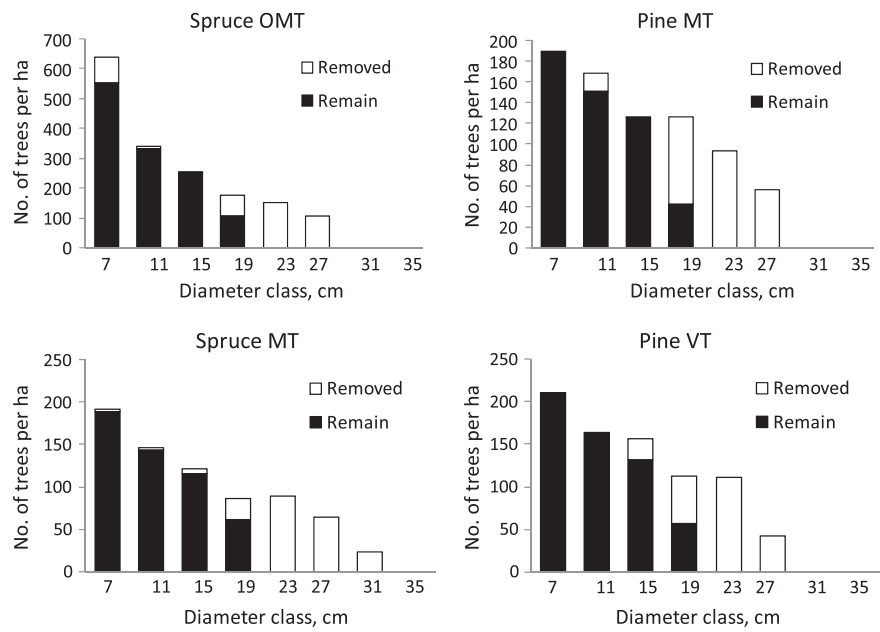 Spruce OMT
700
600
500
400
300
200
100
0
No. of trees per ha
Removed
Remain
7 11 15 19 23 27 31 35
Diameter class, cm
Pine MT
200
180
160
140
120
100
80
60
40
20
0
No. of trees per ha
Removed
Remain
7 11 15 19 23 27 31 35
Diameter class, cm
Spruce MT
250
200
150
100
50
0
No. of trees per ha
Removed
Remain
7 11 15 19 23 27 31 35
Diameter class, cm
Pine VT
250
200
150
100
50
0
No. of trees per ha
Removed
Remain
7 11 15 19 23 27 31 35
Diameter class, cm